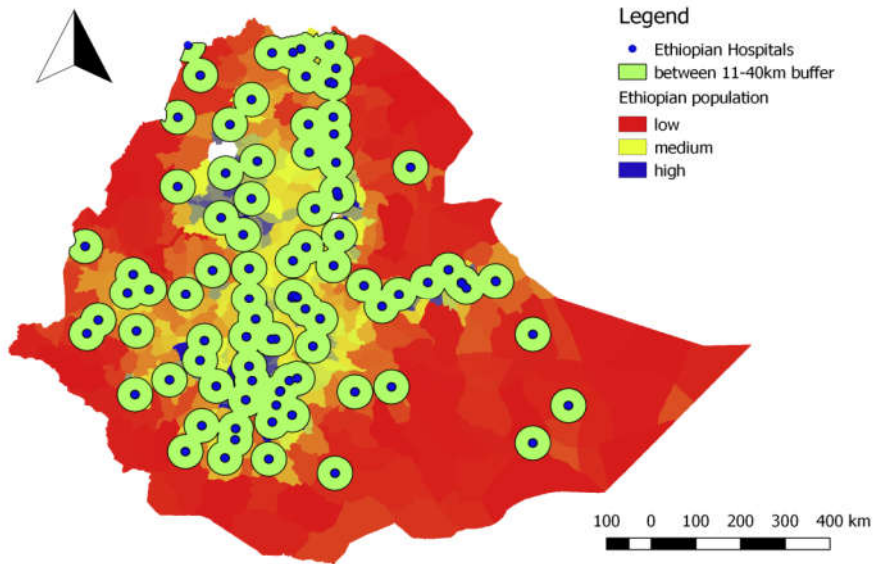 Legend
Ethiopian Hospitals
between 11-40km buffer
Ethiopian population
low
medium
high
100 0 100 200 300 400 km